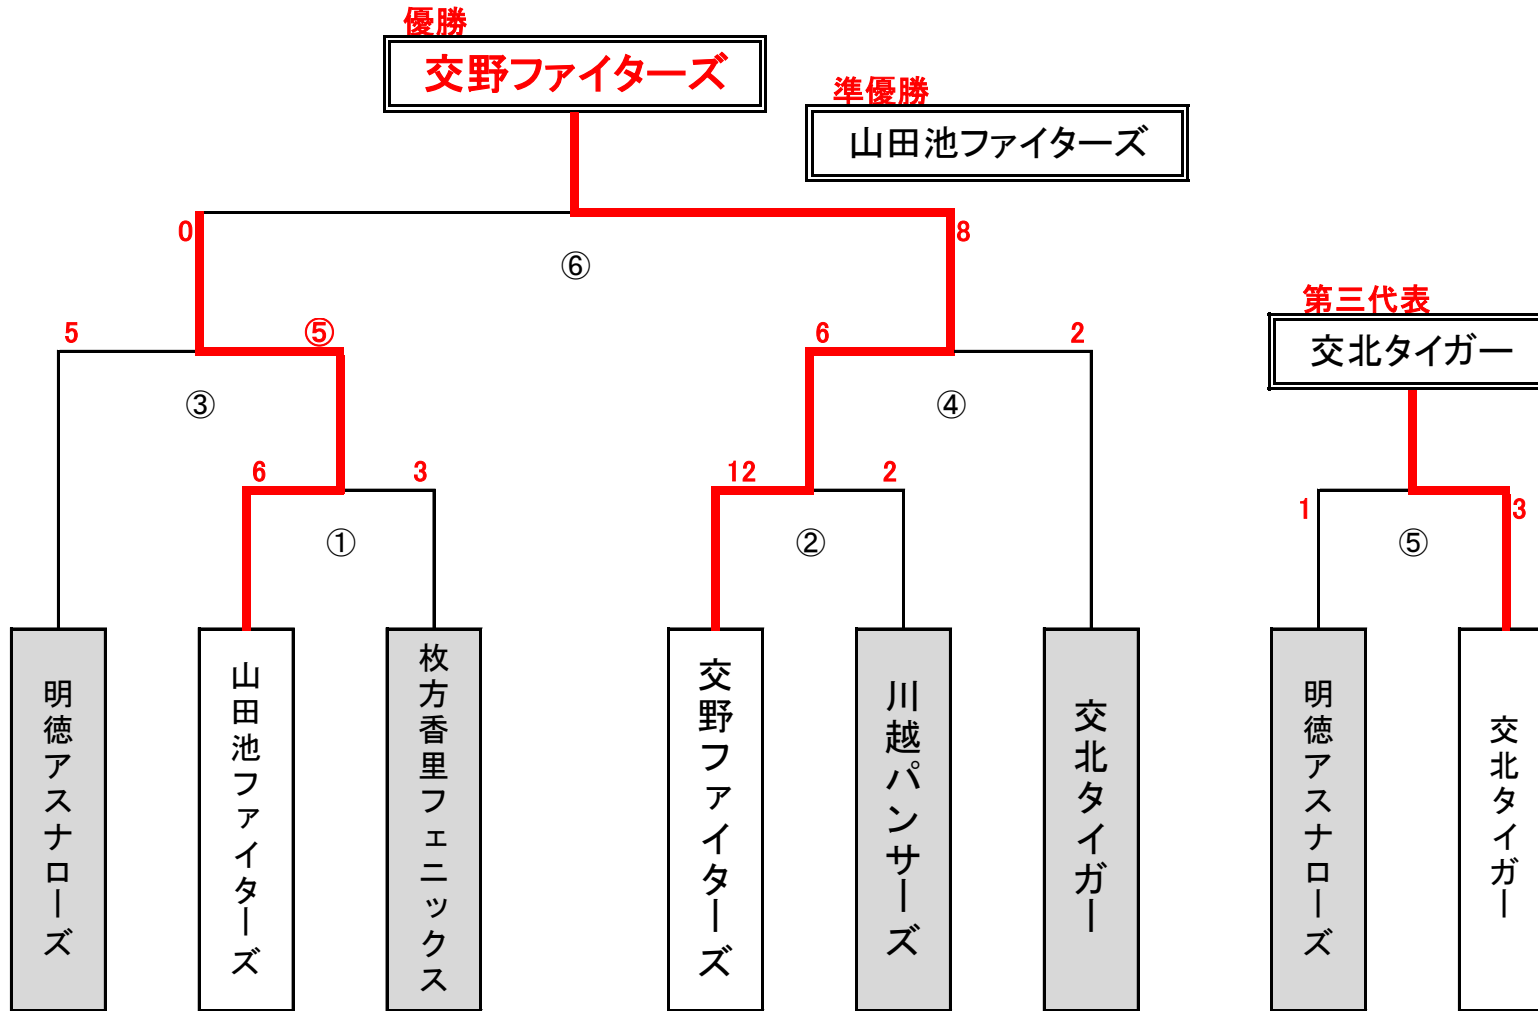 優勝
交野ファイターズ
準優勝
山田池ファイターズ
0
8
⑥
第三代表
交北タイガー
5
⑤
6
2
③
④
6
3
12
2
1
3
①
②
⑤
明徳アスナローズ
山田池ファイターズ
枚方香里フェニックス
交野ファイターズ
川越パンサーズ
交北タイガー
明徳アスナローズ
交北タイガー